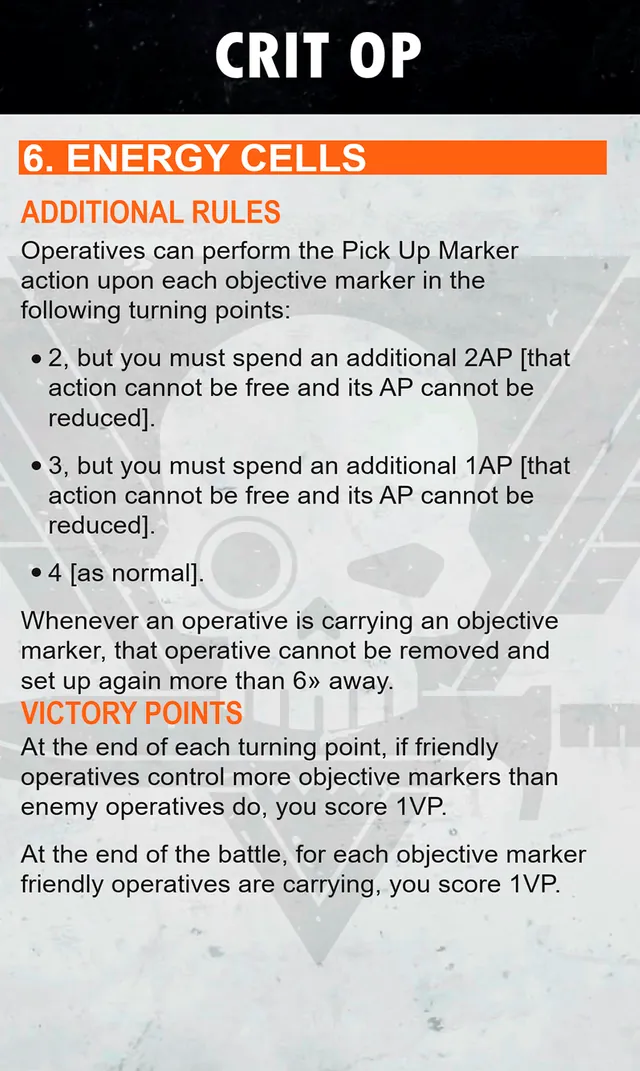 CRIT OP
6. ENERGY CELLS
ADDITIONAL RULES
Operatives can perform the Pick Up Marker
action upon each objective marker in the
following turning points:
• 2, but you must spend an additional 2AP [that
action cannot be free and its AP cannot be
reduced].
• 3, but you must spend an additional 1AP [that
action cannot be free and its AP cannot be
reduced].
• 4 [as normal].
Whenever an operative is carrying an objective
marker, that operative cannot be removed and
set up again more than 6» away.
VICTORY POINTS
At the end of each turning point, if friendly
operatives control more objective markers than
enemy operatives do, you score 1VP.
At the end of the battle, for each objective marker
friendly operatives are carrying, you score 1VP.